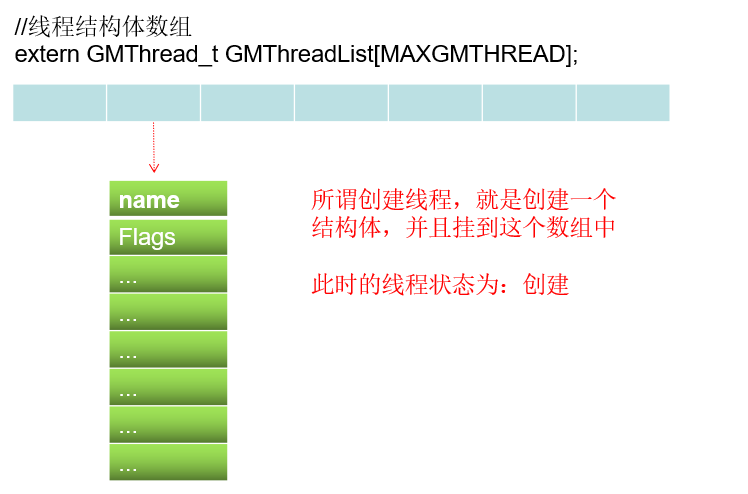 //线程结构体数组
extern GMThread_t GMThreadList[MAXGMTHREAD];
name
Flags
...
...
...
...
...
...
所谓创建线程，就是创建一个
结构体，并且挂到这个数组中
此时的线程状态为：创建